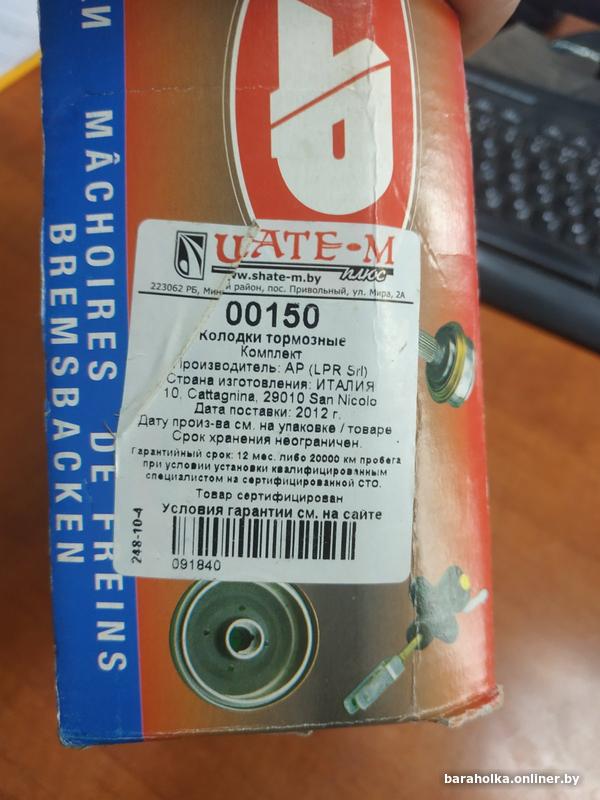 MÂCHOIRES DE FREINS
BREMSBACKEN
ШАТЕ-М
плюс
www.shate-m.by
223062 РБ, Минский район, пос. Привольный, ул. Мира, 2А
00150
Колодки тормозные
Комплект
Производитель: AP (LPR Srl)
Страна изготовления: ИТАЛИЯ
10, Cattagnina, 29010 San Nicolo
Дата поставки: 2012 г.
Дату произ-ва см. на упаковке / товаре
Срок хранения неограничен.
Гарантийный срок: 12 мес. либо 20000 км пробега
при условии установки квалифицированным
специалистом на сертифицированной СТО.
Товар сертифицирован
Условия гарантии см. на сайте
248-10-4
091840
baraholka.onliner.by